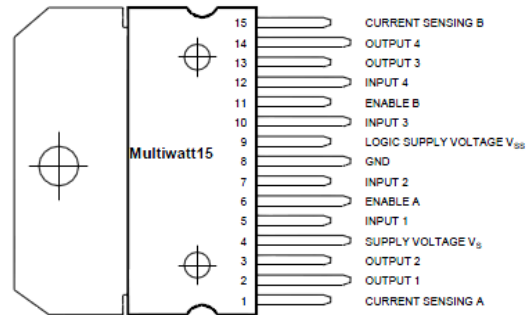 15 CURRENT SENSING B
14 OUTPUT 4
13 OUTPUT 3
12 INPUT 4
11 ENABLE B
10 INPUT 3
Multiwatt15
9 LOGIC SUPPLY VOLTAGE VSS
8 GND
7 INPUT 2
6 ENABLE A
5 INPUT 1
4 SUPPLY VOLTAGE VS
3 OUTPUT 2
2 OUTPUT 1
1 CURRENT SENSING A